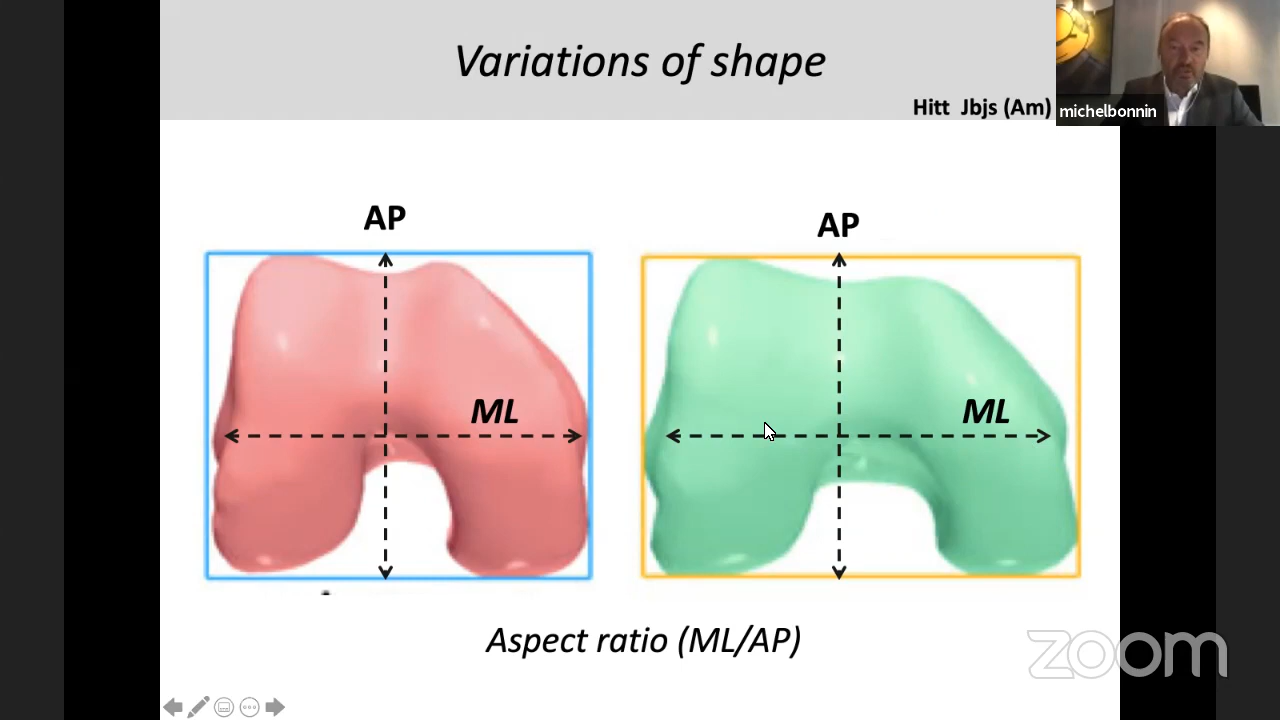 Variations of shape
Hitt Jbjs (Am)
michelbonnin
AP
AP
ML
ML
Aspect ratio (ML/AP)
zoom